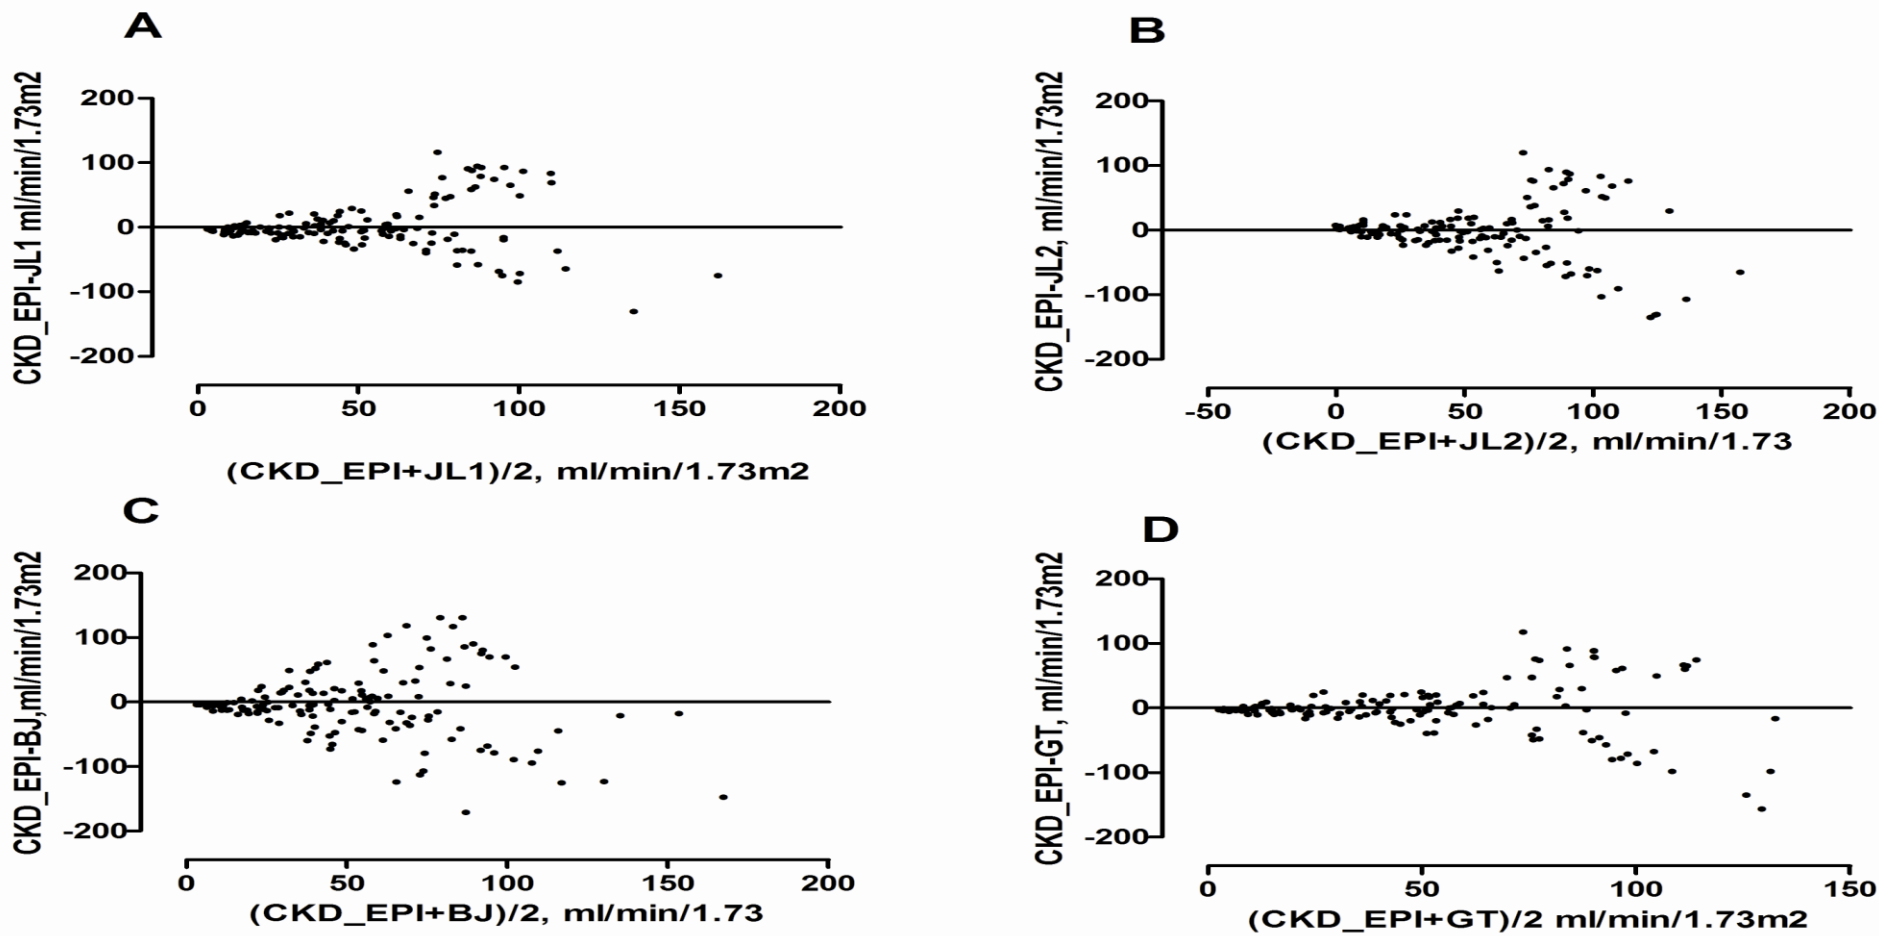 A
CKD_EPI-JL1 ml/min/1.73m2
200
100
0
-100
-200
0 50 100 150 200
(CKD_EPI+JL1)/2, ml/min/1.73m2
B
CKD_EPI-JL2, ml/min/1.73m2
200
100
0
-100
-200
-50 0 50 100 150 200
(CKD_EPI+JL2)/2, ml/min/1.73
C
CKD_EPI-BJ,ml/min/1.73m2
200
100
0
-100
-200
0 50 100 150 200
(CKD_EPI+BJ)/2, ml/min/1.73
D
CKD_EPI-GT, ml/min/1.73m2
200
100
0
-100
-200
0 50 100 150
(CKD_EPI+GT)/2 ml/min/1.73m2